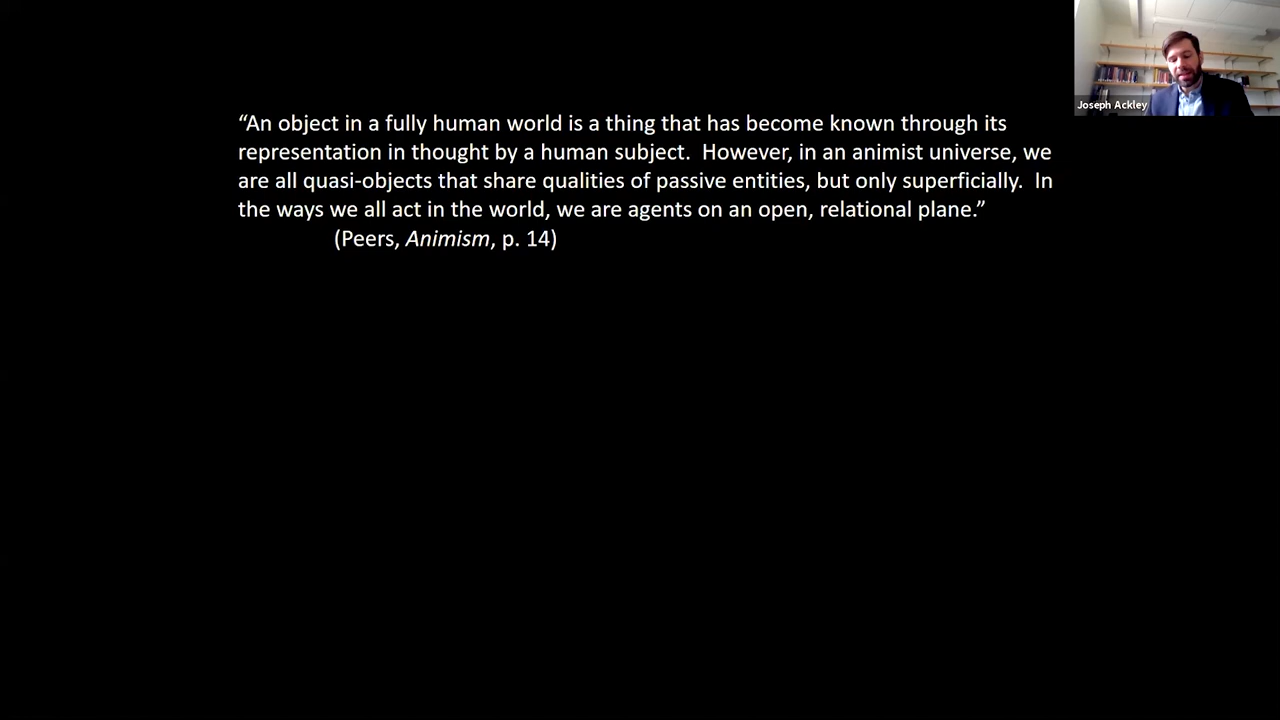 “An object in a fully human world is a thing that has become known through its
representation in thought by a human subject.  However, in an animist universe, we
are all quasi-objects that share qualities of passive entities, but only superficially.  In
the ways we all act in the world, we are agents on an open, relational plane.”
(Peers, Animism, p. 14)
Joseph Ackley